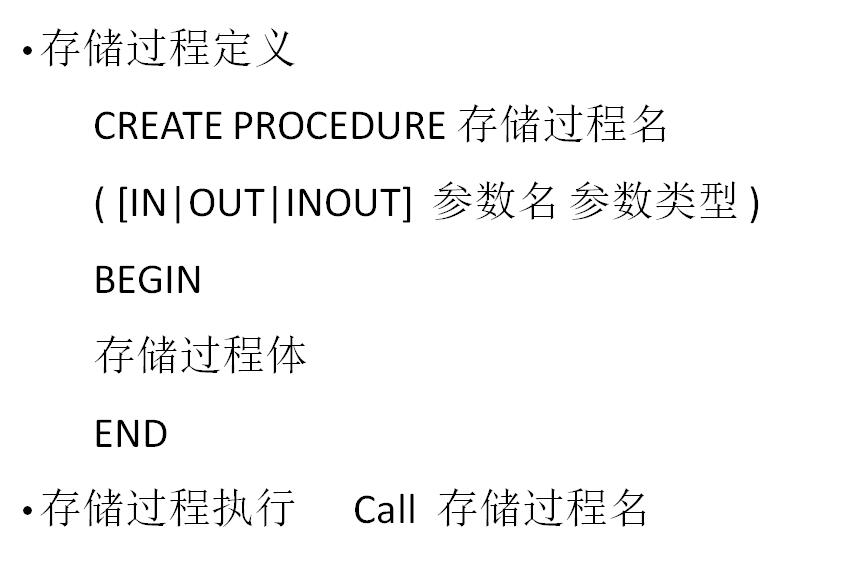 •存储过程定义
CREATE PROCEDURE 存储过程名
( [IN|OUT|INOUT] 参数名 参数类型 )
BEGIN
存储过程体
END
•存储过程执行 Call 存储过程名